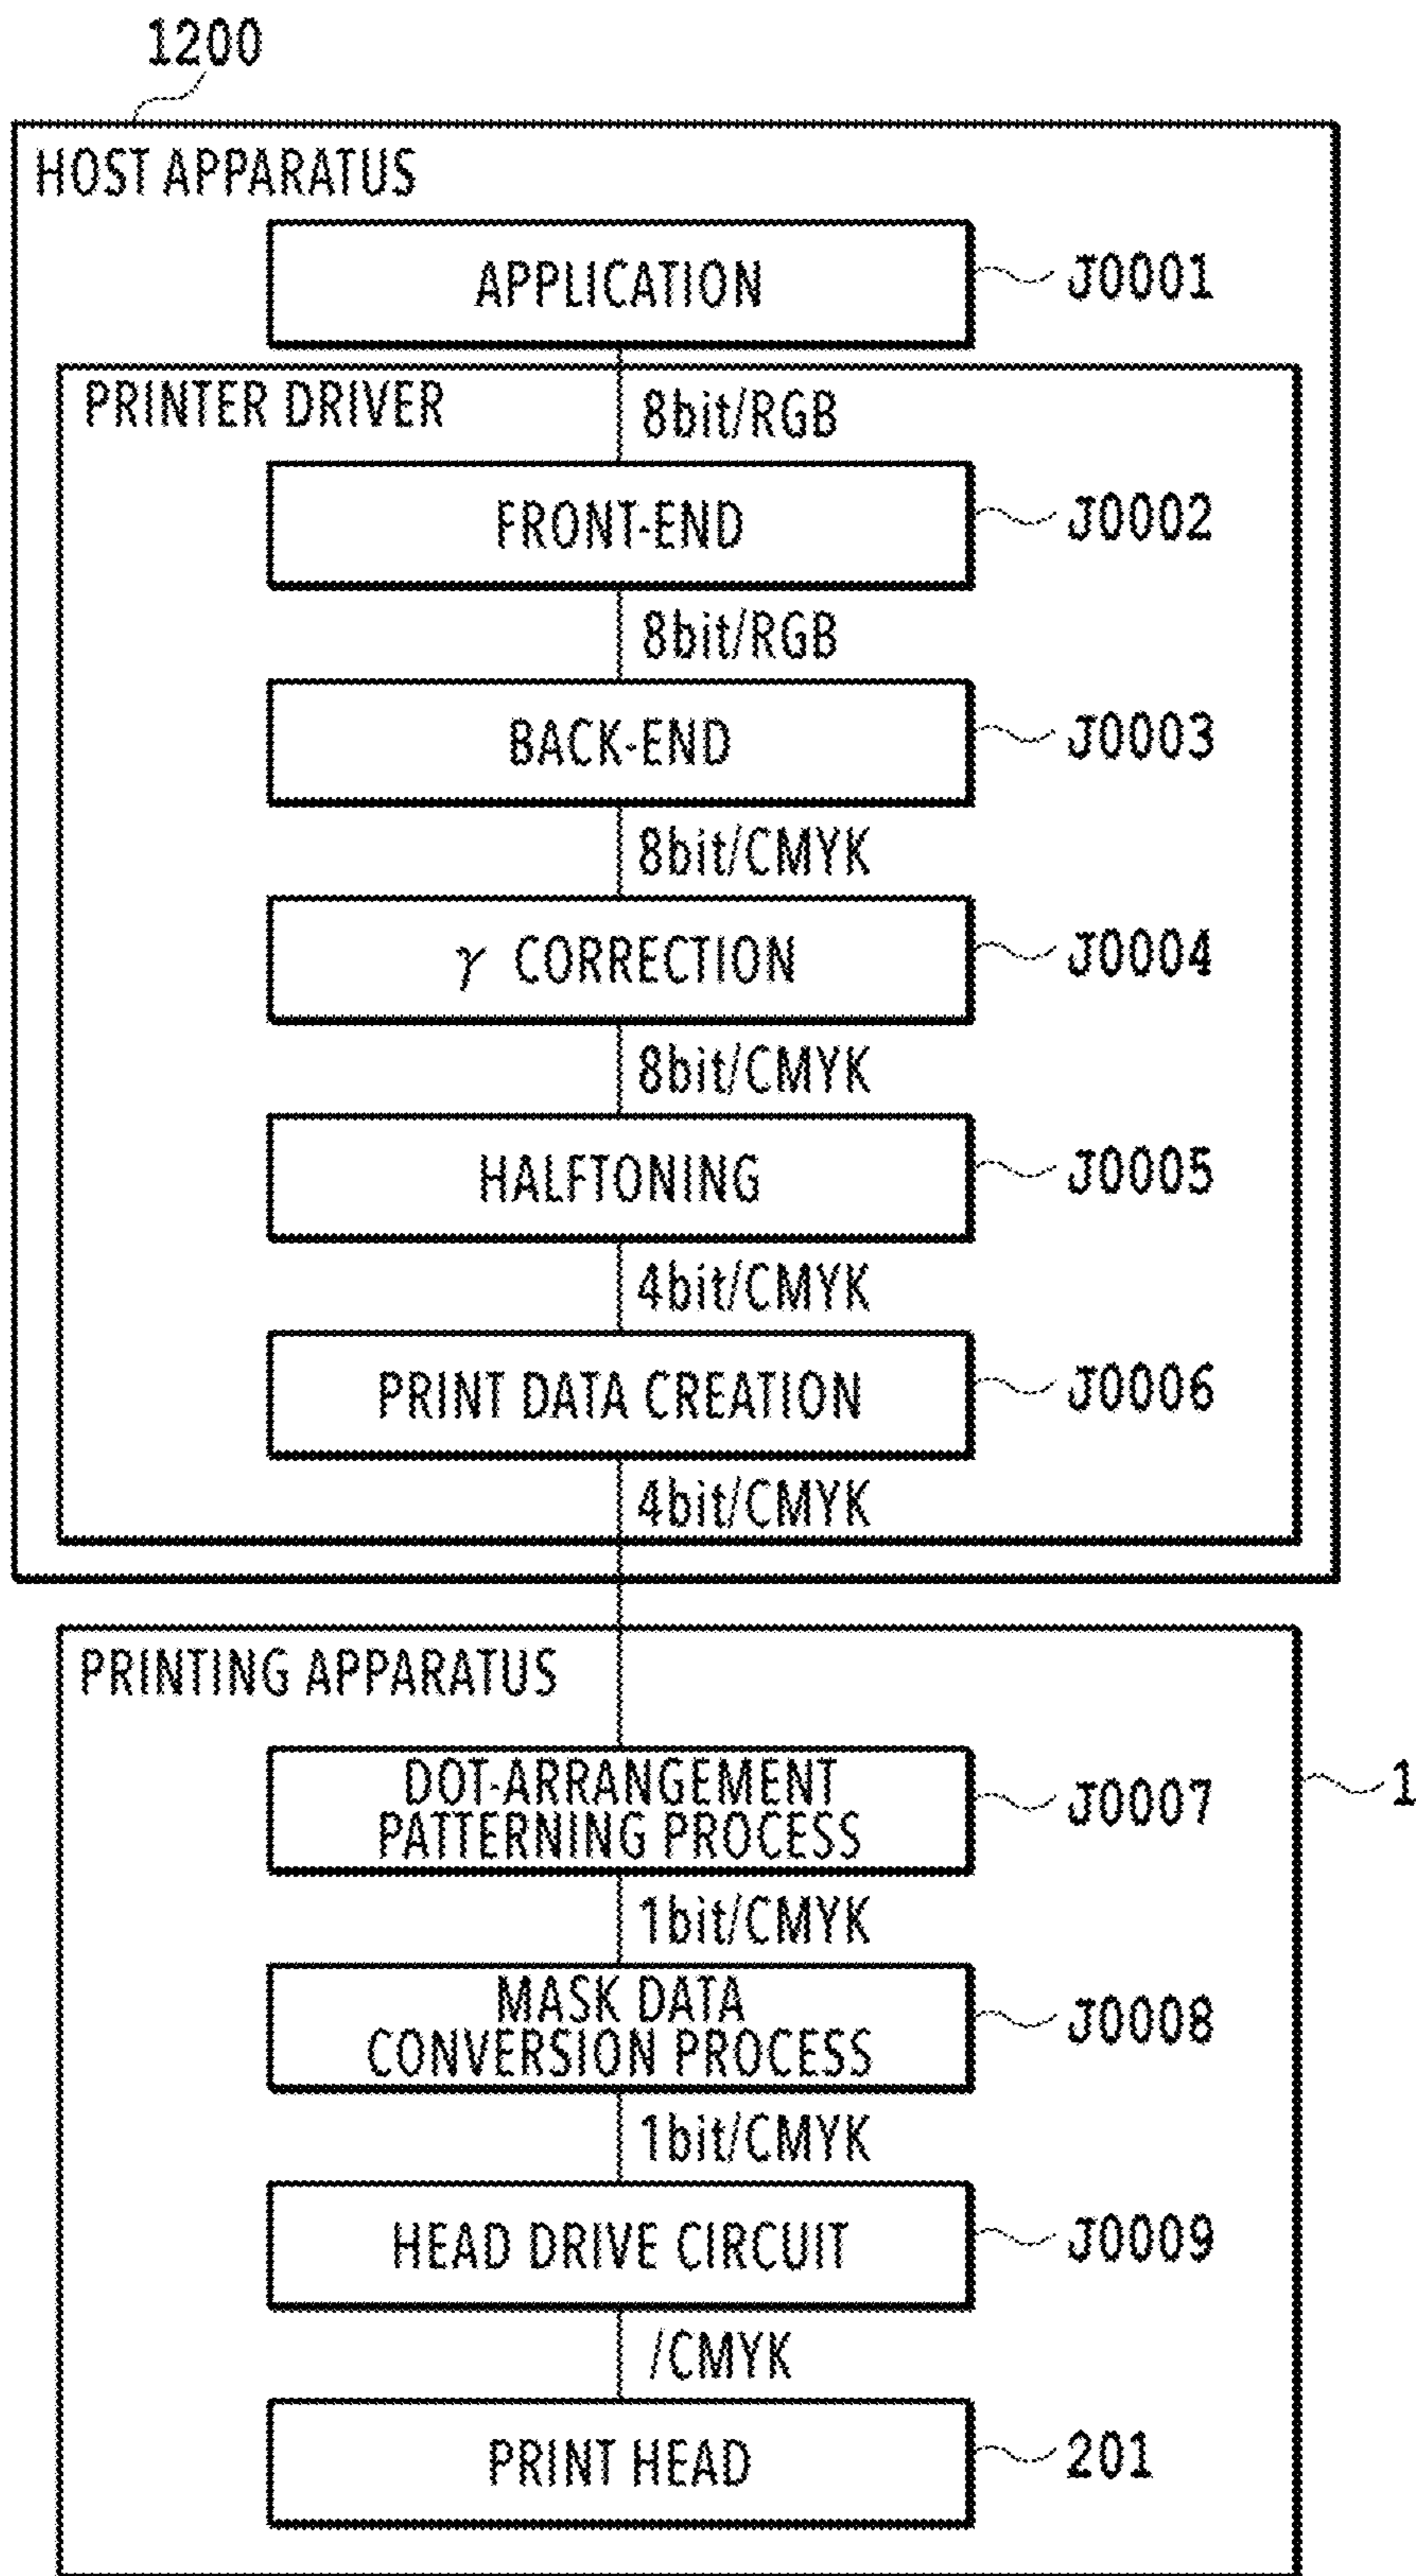 1200
HOST APPARATUS
APPLICATION
J0001
PRINTER DRIVER
8bit/RGB
FRONT-END
J0002
8bit/RGB
BACK-END
J0003
8bit/CMYK
γ CORRECTION
J0004
8bit/CMYK
HALFTONING
J0005
4bit/CMYK
PRINT DATA CREATION
J0006
4bit/CMYK
PRINTING APPARATUS
1
DOT-ARRANGEMENT
PATTERNING PROCESS
J0007
1bit/CMYK
MASK DATA
CONVERSION PROCESS
J0008
1bit/CMYK
HEAD DRIVE CIRCUIT
J0009
/CMYK
PRINT HEAD
201